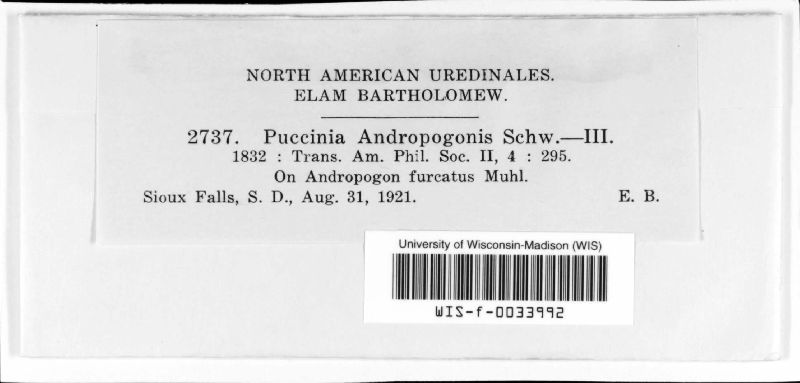 NORTH AMERICAN UREDINALES.
ELAM BARTHOLOMEW.
2737. Puccinia Andropogonis Schw.—III.
1832 : Trans. Am. Phil. Soc. II, 4 : 295.
On Andropogon furcatus Muhl.
Sioux Falls, S. D., Aug. 31, 1921. E. B.
University of Wisconsin-Madison (WIS)
WIS-f-0033992